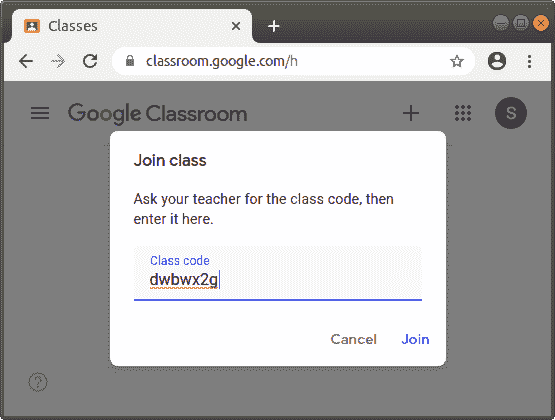 Classes
classroom.google.com/h
Google Classroom
S
Join class
Ask your teacher for the class code, then
enter it here.
Class code
dwbwx2g
Cancel Join
?